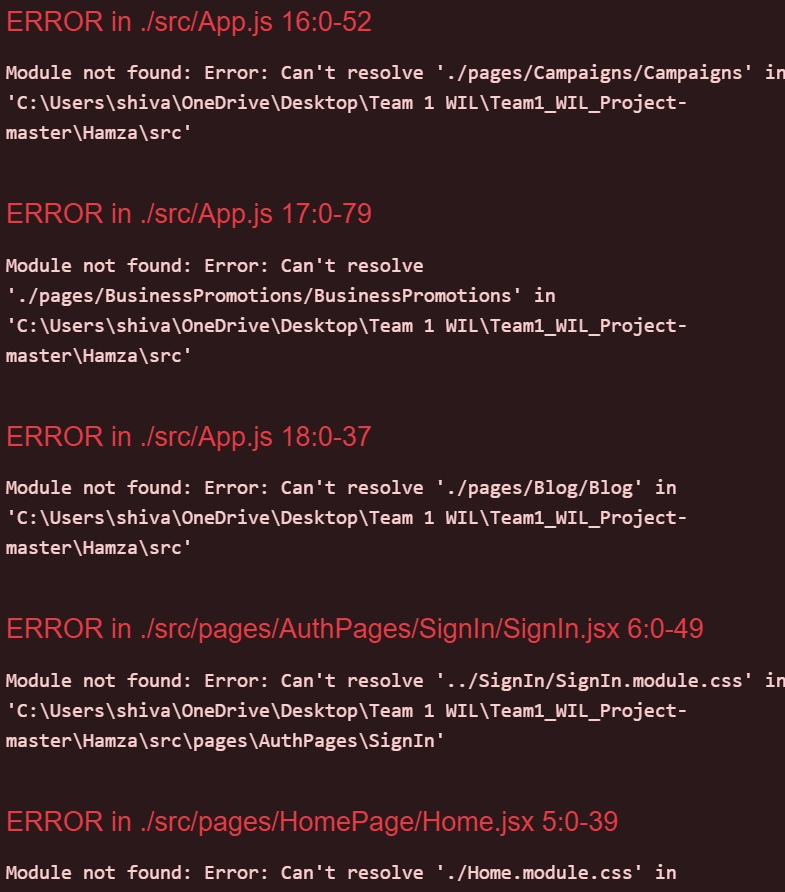 ERROR in ./src/App.js 16:0-52
Module not found: Error: Can't resolve './pages/Campaigns/Campaigns' in
'C:\Users\shiva\OneDrive\Desktop\Team 1 WIL\Team1_WIL_Project-
master\Hamza\src'
ERROR in ./src/App.js 17:0-79
Module not found: Error: Can't resolve
'./pages/BusinessPromotions/BusinessPromotions' in
'C:\Users\shiva\OneDrive\Desktop\Team 1 WIL\Team1_WIL_Project-
master\Hamza\src'
ERROR in ./src/App.js 18:0-37
Module not found: Error: Can't resolve './pages/Blog/Blog' in
'C:\Users\shiva\OneDrive\Desktop\Team 1 WIL\Team1_WIL_Project-
master\Hamza\src'
ERROR in ./src/pages/AuthPages/SignIn/SignIn.jsx 6:0-49
Module not found: Error: Can't resolve '../SignIn/SignIn.module.css' in
'C:\Users\shiva\OneDrive\Desktop\Team 1 WIL\Team1_WIL_Project-
master\Hamza\src\pages\AuthPages\SignIn'
ERROR in ./src/pages/HomePage/Home.jsx 5:0-39
Module not found: Error: Can't resolve './Home.module.css' in